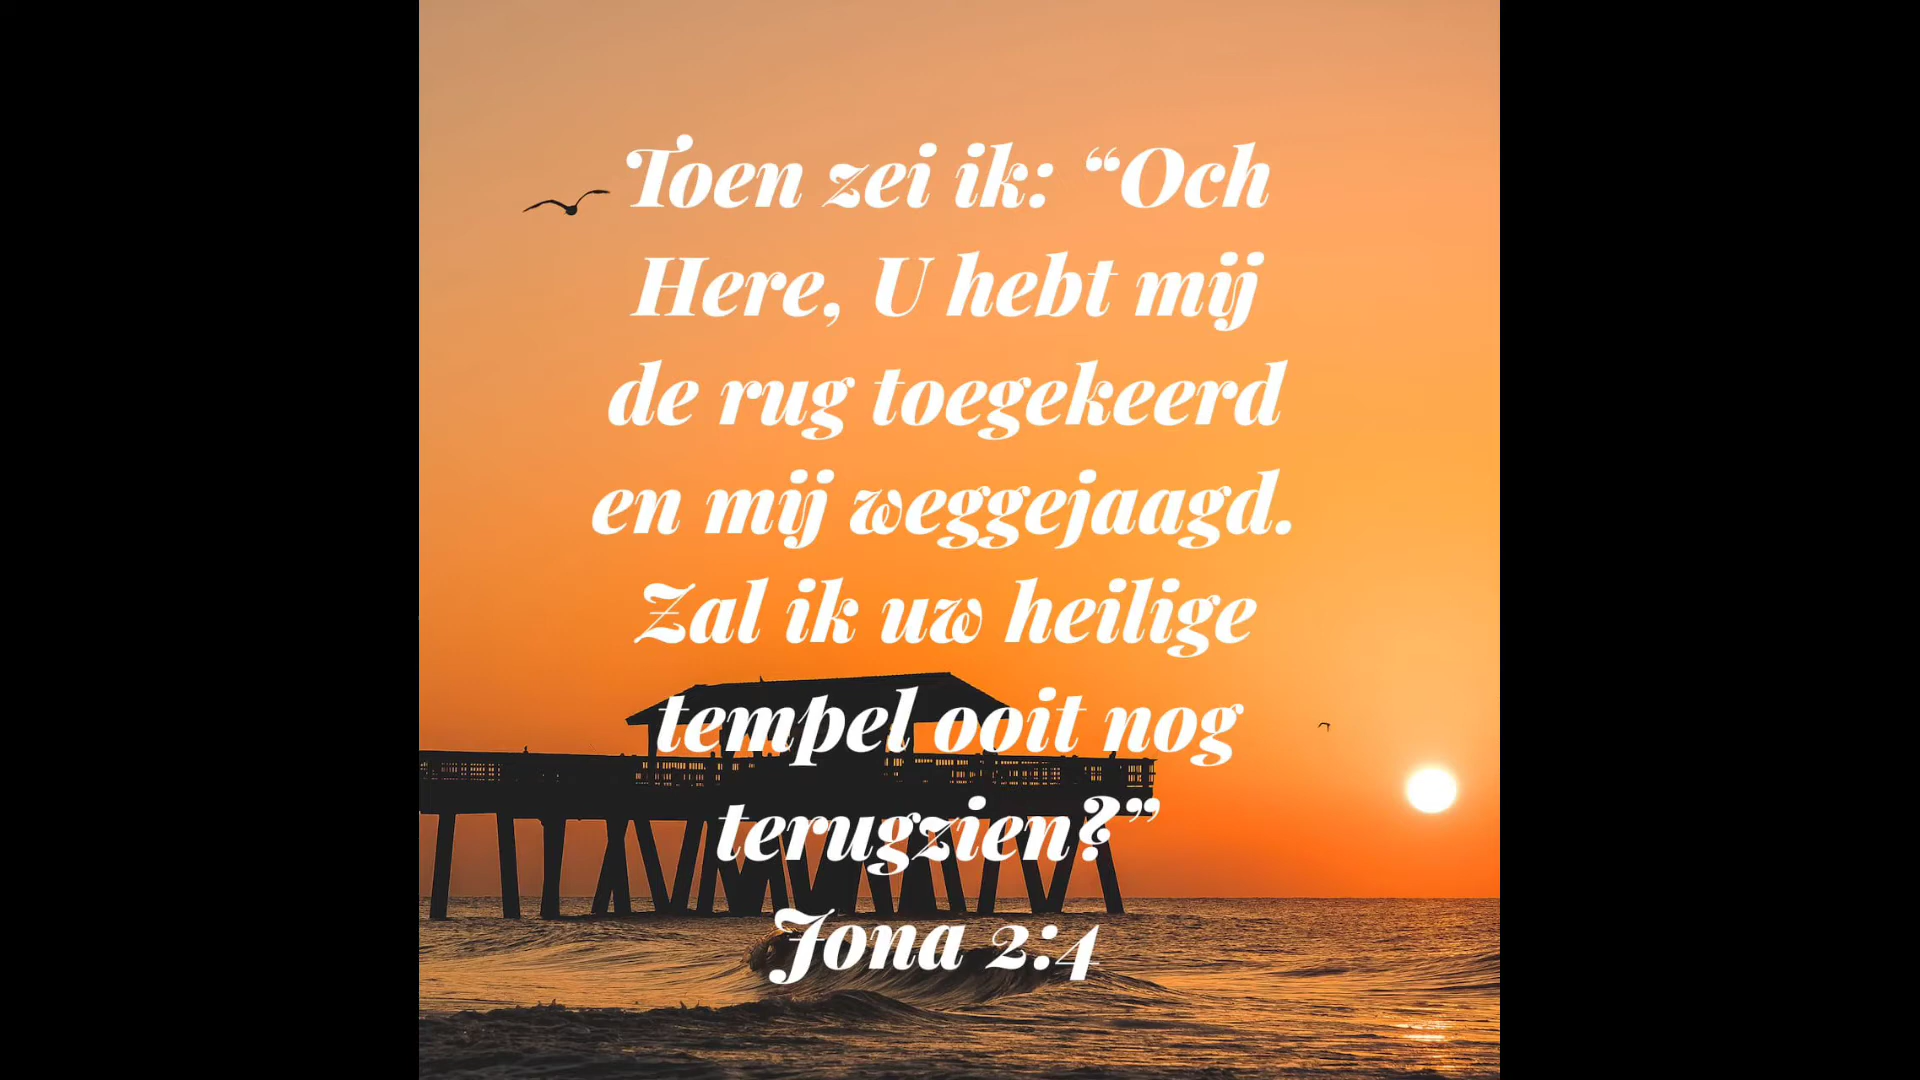 Toen zei ik: “Och
Here, U hebt mij
de rug toegekeerd
en mij weggejaagd.
Zal ik uw heilige
tempel ooit nog
terugzien?”
Jona 2:4